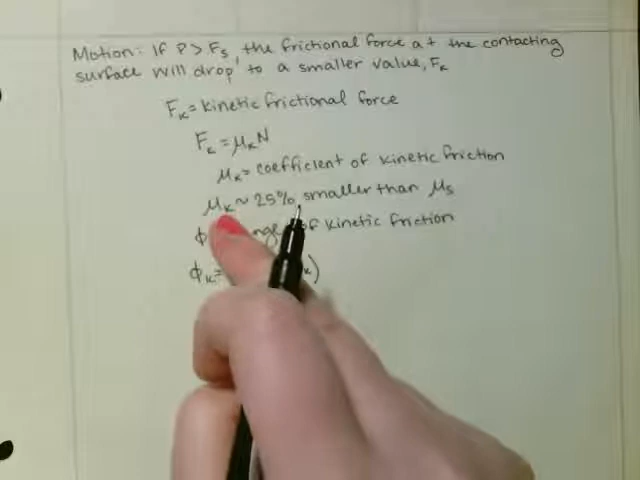 Motion: If P > Fs, the frictional force at the contacting
surface will drop to a smaller value, Fk
Fk = kinetic frictional force
Fk = μkN
μk = coefficient of kinetic friction
μk ~ 25% smaller than μs
ϕ of kinetic friction
ϕk =